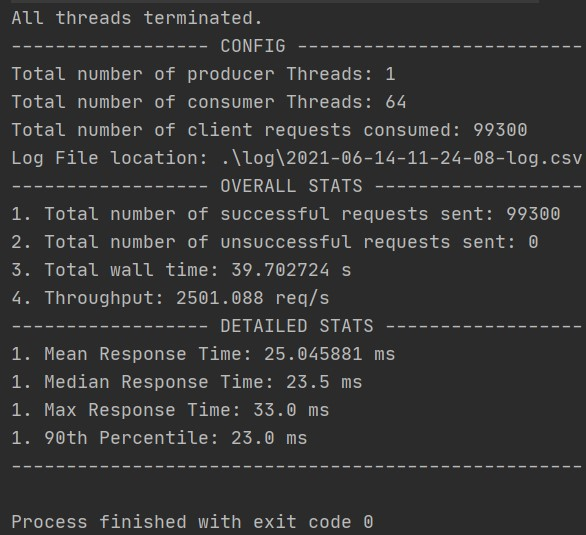 All threads terminated.
------------------ CONFIG --------------------------
Total number of producer Threads: 1
Total number of consumer Threads: 64
Total number of client requests consumed: 99300
Log File location: .\log\2021-06-14-11-24-08-log.csv
------------------ OVERALL STATS -------------------
1. Total number of successful requests sent: 99300
2. Total number of unsuccessful requests sent: 0
3. Total wall time: 39.702724 s
4. Throughput: 2501.088 req/s
------------------ DETAILED STATS ------------------
1. Mean Response Time: 25.045881 ms
1. Median Response Time: 23.5 ms
1. Max Response Time: 33.0 ms
1. 90th Percentile: 23.0 ms
----------------------------------------------------
Process finished with exit code 0